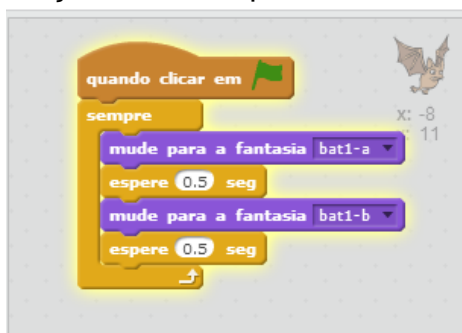 quando clicar em
sempre
x: -8
11
mude para a fantasia bat1-a
espere 0.5 seg
mude para a fantasia bat1-b
espere 0.5 seg